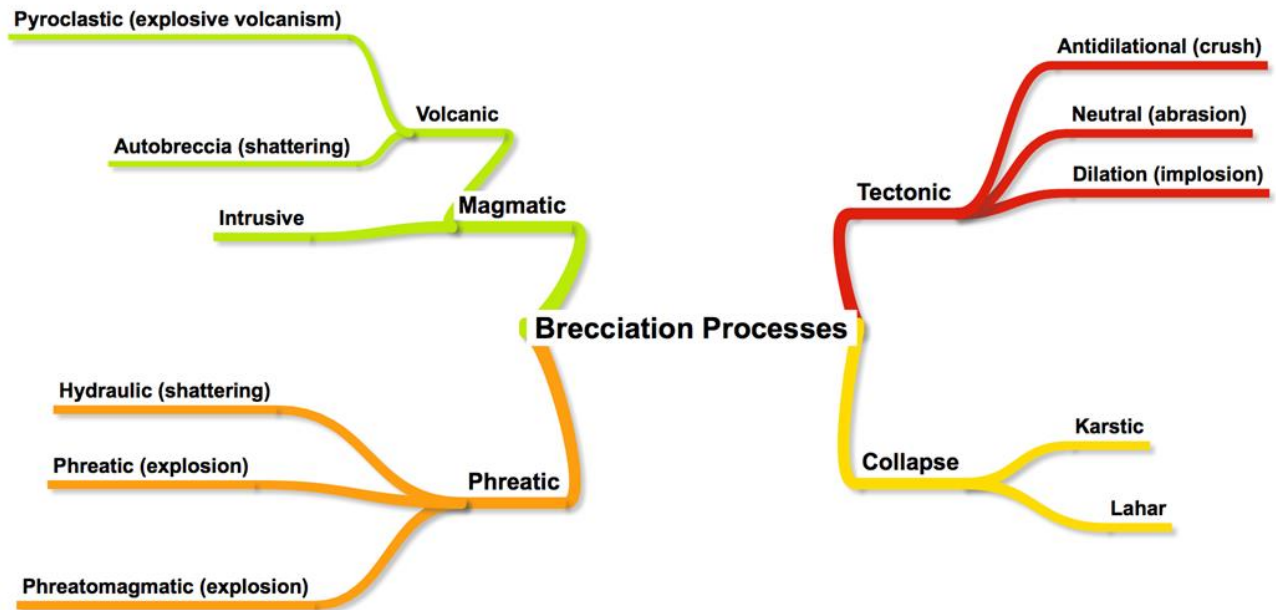 Pyroclastic (explosive volcanism)
Volcanic
Autobreccia (shattering)
Magmatic
Intrusive
Antidilational (crush)
Neutral (abrasion)
Dilation (implosion)
Tectonic
Brecciation Processes
Hydraulic (shattering)
Phreatic (explosion)
Phreatic
Phreatomagmatic (explosion)
Karstic
Collapse
Lahar